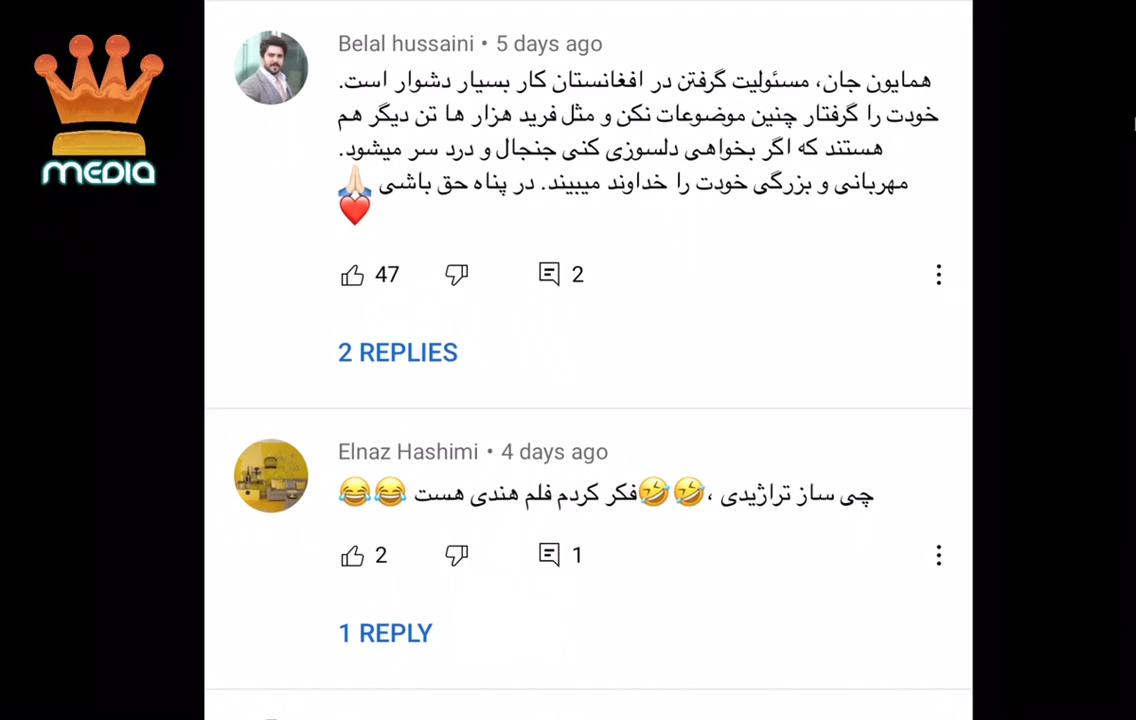 MEDIA
Belal hussaini • 5 days ago
همایون جان، مسئولیت گرفتن در افغانستان کار بسیار دشوار است.
خودت را گرفتار چنین موضوعات نکن و مثل فرید هزار ها تن دیگر هم
هستند که اگر بخواهی دلسوزی کنی جنجال و درد سر میشود.
مهربانی و بزرگی خودت را خداوند میبیند. در پناه حق باشی 🙏🏻
❤️
47 2
2 REPLIES
Elnaz Hashimi • 4 days ago
چی ساز تراژیدی ،🤣🤣فکر کردم فلم هندی هست 😂😂
2 1
1 REPLY